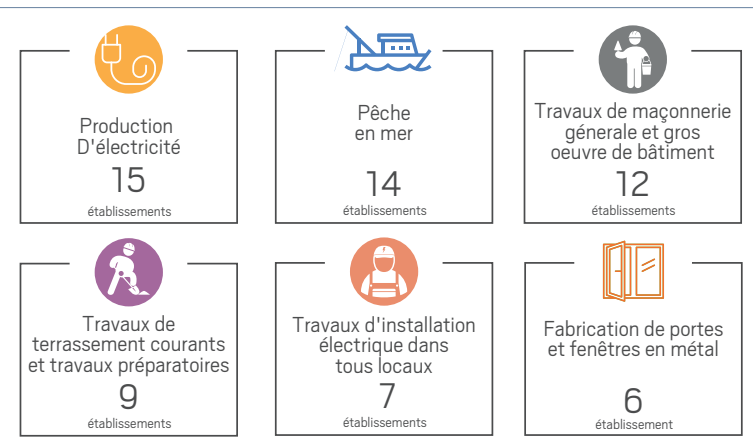 Production
D'électricité
15
établissements
Pêche
en mer
14
établissements
Travaux de maçonnerie
génerale et gros
oeuvre de bâtiment
12
établissements
Travaux de
terrassement courants
et travaux préparatoires
9
établissements
Travaux d'installation
électrique dans
tous locaux
7
établissements
Fabrication de portes
et fenêtres en métal
6
établissement